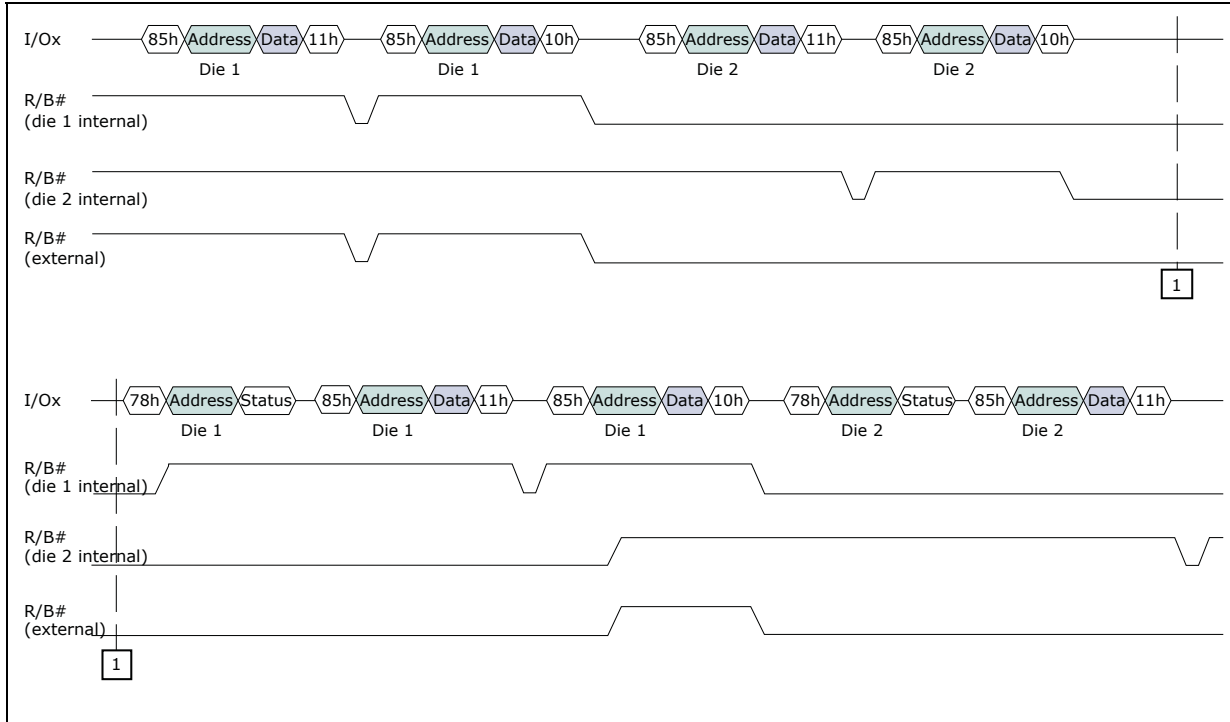 I/Ox 85h Address Data 11h 85h Address Data 10h 85h Address Data 11h 85h Address Data 10h
Die 1 Die 1 Die 2 Die 2
R/B#
(die 1 internal)
R/B#
(die 2 internal)
R/B#
(external)
1
I/Ox 78h Address Status 85h Address Data 11h 85h Address Data 10h 78h Address Status 85h Address Data 11h
Die 1 Die 1 Die 1 Die 2 Die 2
R/B#
(die 1 internal)
R/B#
(die 2 internal)
R/B#
(external)
1